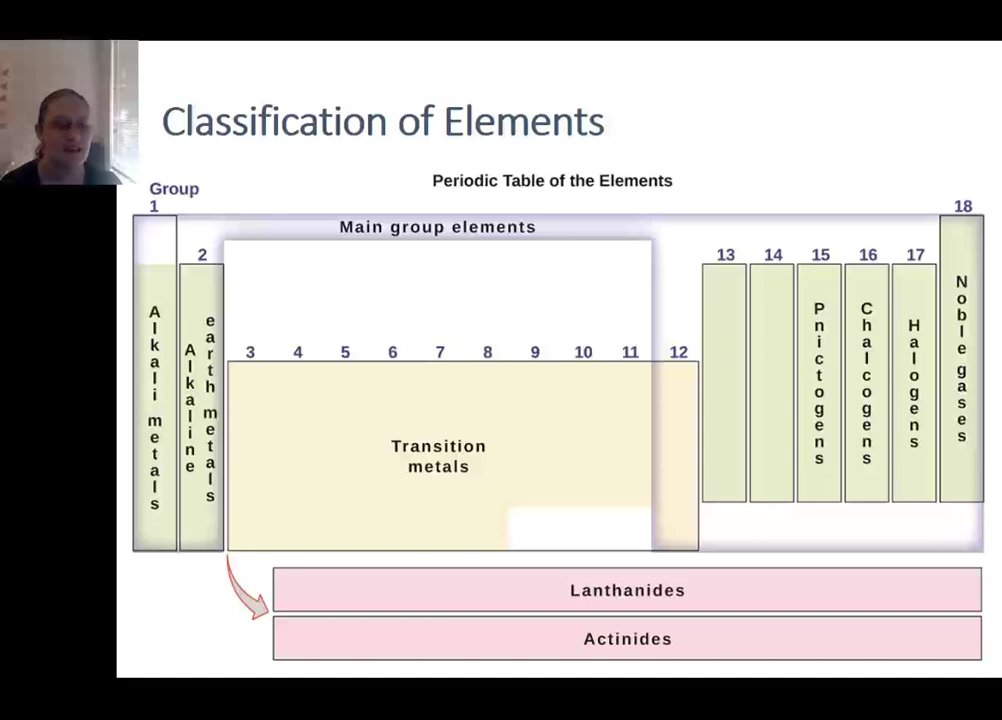 Classification of Elements
Periodic Table of the Elements
Group
1
18
Main group elements
2
13 14 15 16 17
3 4 5 6 7 8 9 10 11 12
Alkali metals
Alkaline earth metals
Transition
metals
Pnictogens
Chalcogens
Halogens
Noble gases
Lanthanides
Actinides